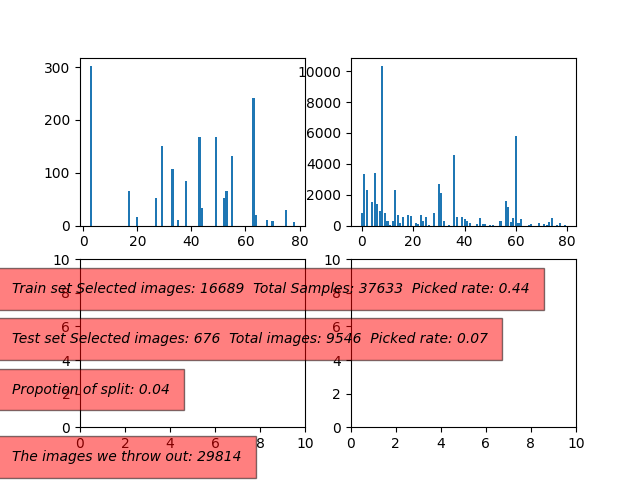 300
200
100
0
0 20 40 60 80
10000
8000
6000
4000
2000
0
0 20 40 60 80
10
8
6
4
2
0
0 2 4 6 8 10
10
8
6
4
2
0
0 2 4 6 8 10
Train set Selected images: 16689 Total Samples: 37633 Picked rate: 0.44
Test set Selected images: 676 Total images: 9546 Picked rate: 0.07
Propotion of split: 0.04
The images we throw out: 29814